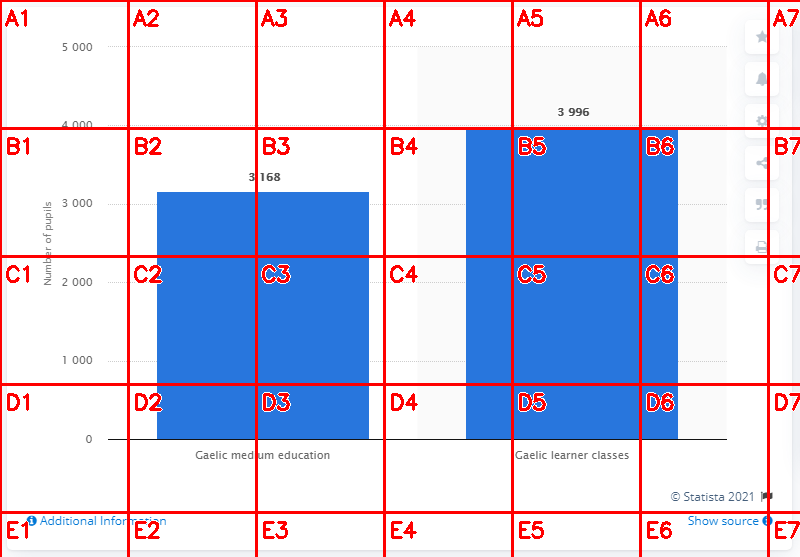 A1 A2 A3 A4 A5 A6 A7
5 000
3 996
4 000
B1 B2 B3 B4 B5 B6 B7
3 168
3 000
Number of pupils
C1 C2 C3 C4 C5 C6 C7
2 000
1 000
D1 D2 D3 D4 D5 D6 D7
0
Gaelic medium education Gaelic learner classes
© Statista 2021
Additional Information Show source
E1 E2 E3 E4 E5 E6 E7